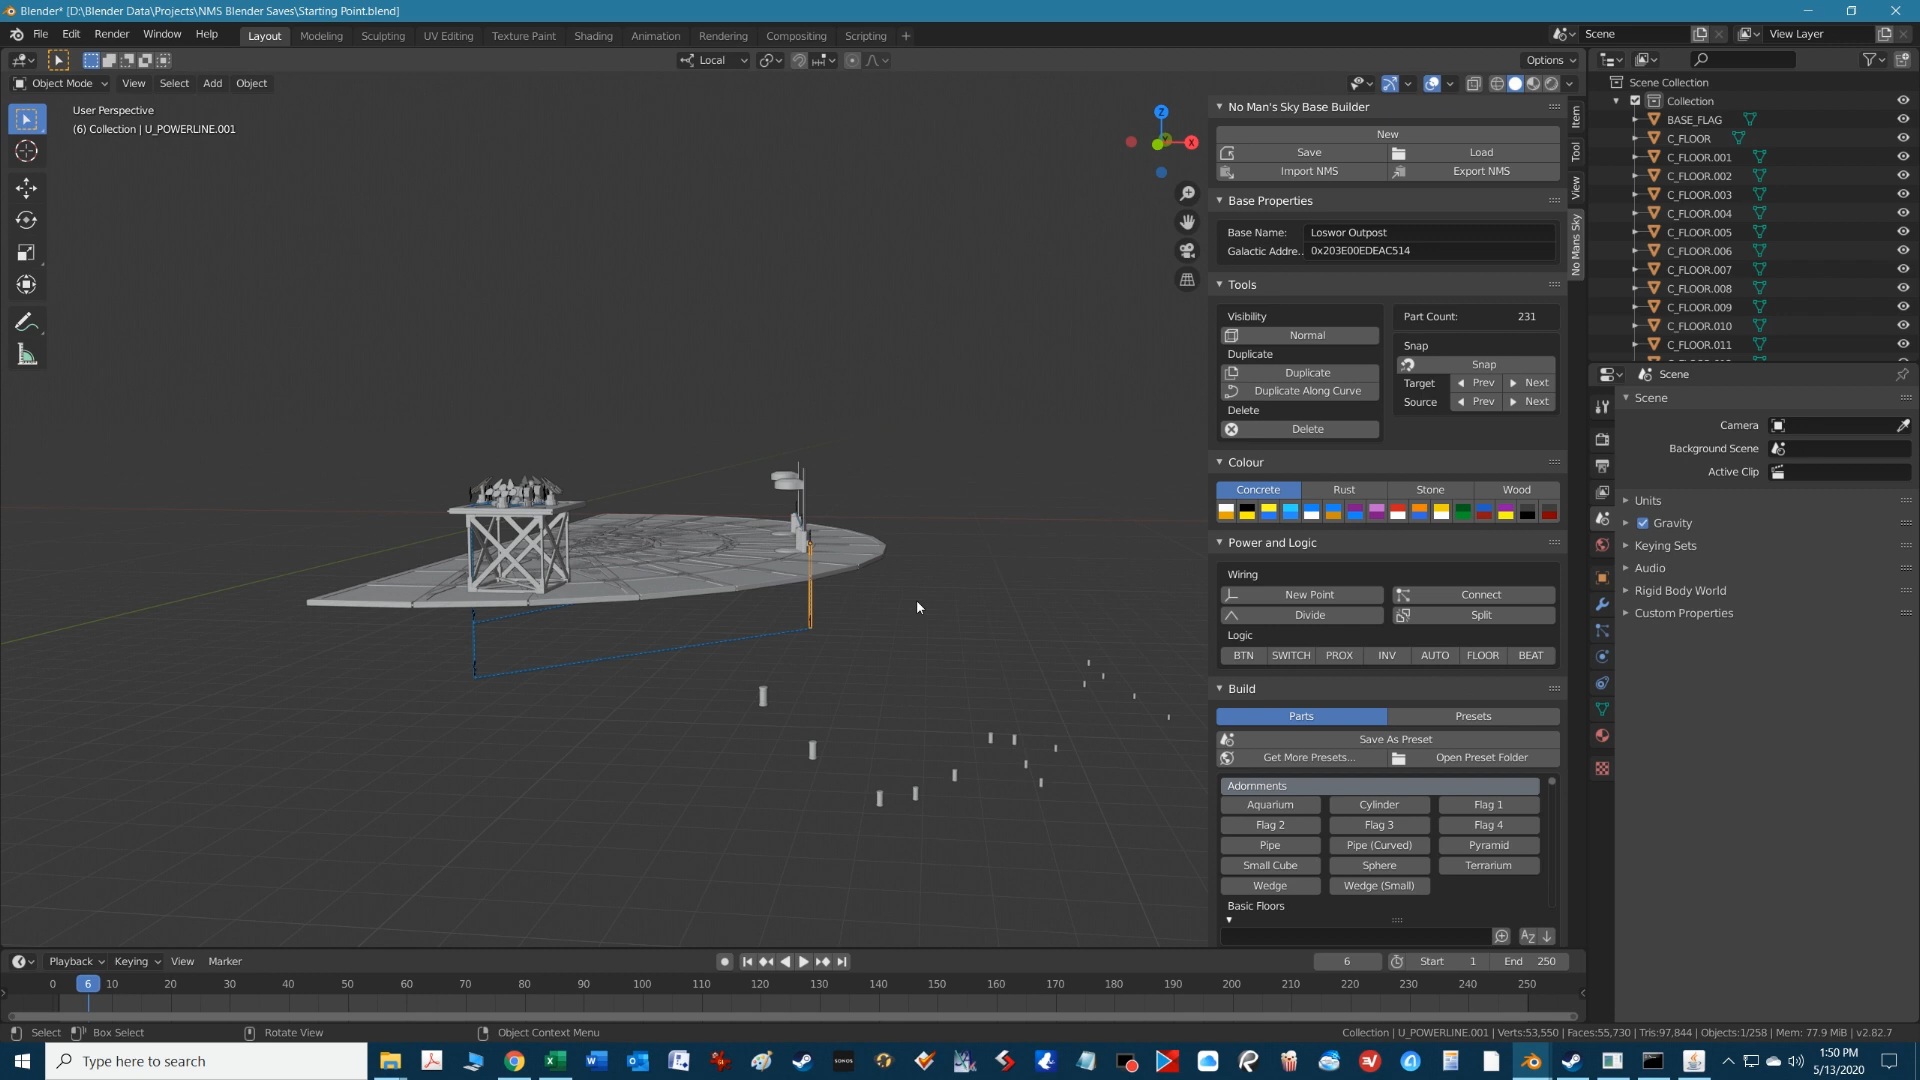 Blender* [D:\Blender Data\Projects\NMS Blender Saves\Starting Point.blend]
File Edit Render Window Help Layout Modeling Sculpting UV Editing Texture Paint Shading Animation Rendering Compositing Scripting + Scene View Layer
Local Options
Object Mode View Select Add Object
User Perspective
(6) Collection | U_POWERLINE.001
Z
X
No Man's Sky Base Builder
New
Save Load
Import NMS Export NMS
Base Properties
Base Name: Loswor Outpost
Galactic Addre.. 0x203E00EDEAC514
Tools
Visibility
Normal
Duplicate
Duplicate
Duplicate Along Curve
Delete
Delete
Part Count: 231
Snap
Snap
Target Prev Next
Source Prev Next
Colour
Concrete Rust Stone Wood
Power and Logic
Wiring
New Point Connect
Divide Split
Logic
BTN SWITCH PROX INV AUTO FLOOR BEAT
Build
Parts Presets
Save As Preset
Get More Presets... Open Preset Folder
Adornments
Aquarium Cylinder Flag 1
Flag 2 Flag 3 Flag 4
Pipe Pipe (Curved) Pyramid
Small Cube Sphere Terrarium
Wedge Wedge (Small)
Basic Floors
Item
Tool
View
No Mans Sky
Scene Collection
Collection
BASE_FLAG
C_FLOOR
C_FLOOR.001
C_FLOOR.002
C_FLOOR.003
C_FLOOR.004
C_FLOOR.005
C_FLOOR.006
C_FLOOR.007
C_FLOOR.008
C_FLOOR.009
C_FLOOR.010
C_FLOOR.011
Scene
Scene
Camera
Background Scene
Active Clip
Units
Gravity
Keying Sets
Audio
Rigid Body World
Custom Properties
Playback Keying View Marker 6 Start 1 End 250
0 6 10 20 30 40 50 60 70 80 90 100 110 120 130 140 150 160 170 180 190 200 210 220 230 240 250
Select Box Select Rotate View Object Context Menu Collection | U_POWERLINE.001 | Verts:53,550 | Faces:55,730 | Tris:97,844 | Objects:1/258 | Mem: 77.9 MiB | v2.82.7
Type here to search
SONOS
1:50 PM
5/13/2020